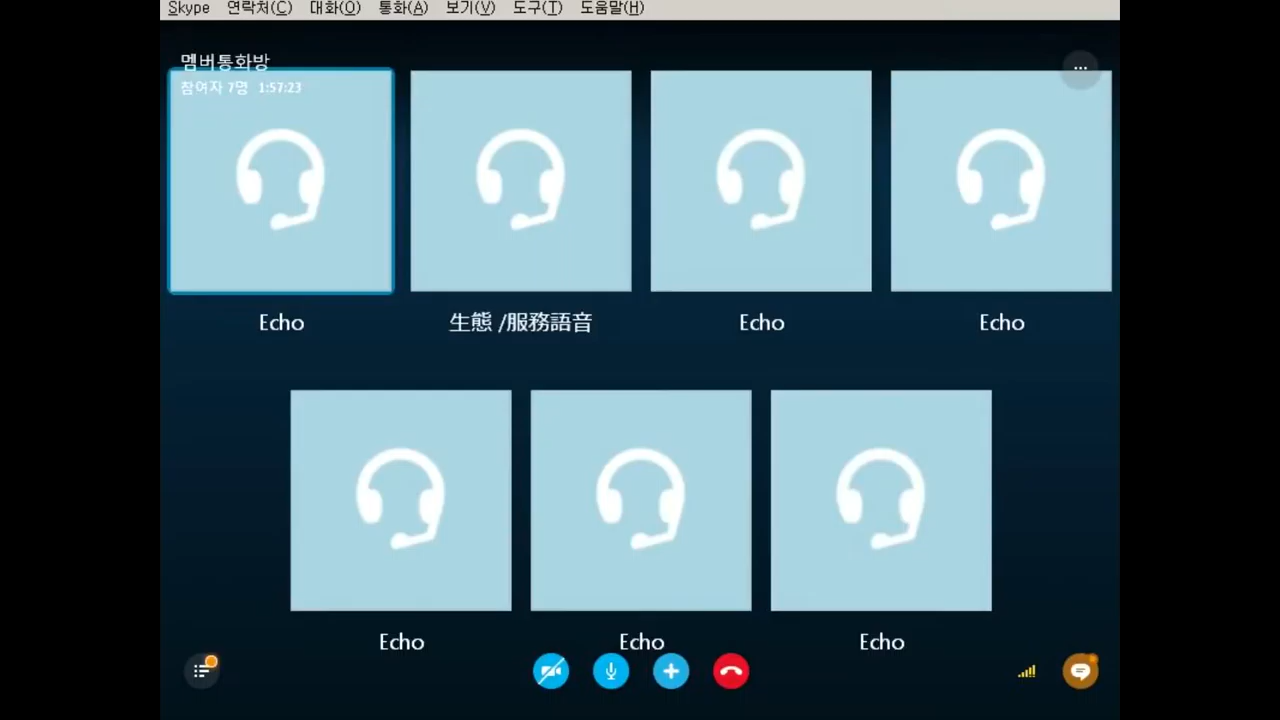 Skype 연락처(C) 대화(O) 통화(A) 보기(V) 도구(T) 도움말(H)
멤버통화방
참여자 7명 1:57:23
Echo 生態 /服務語音 Echo Echo
Echo Echo Echo